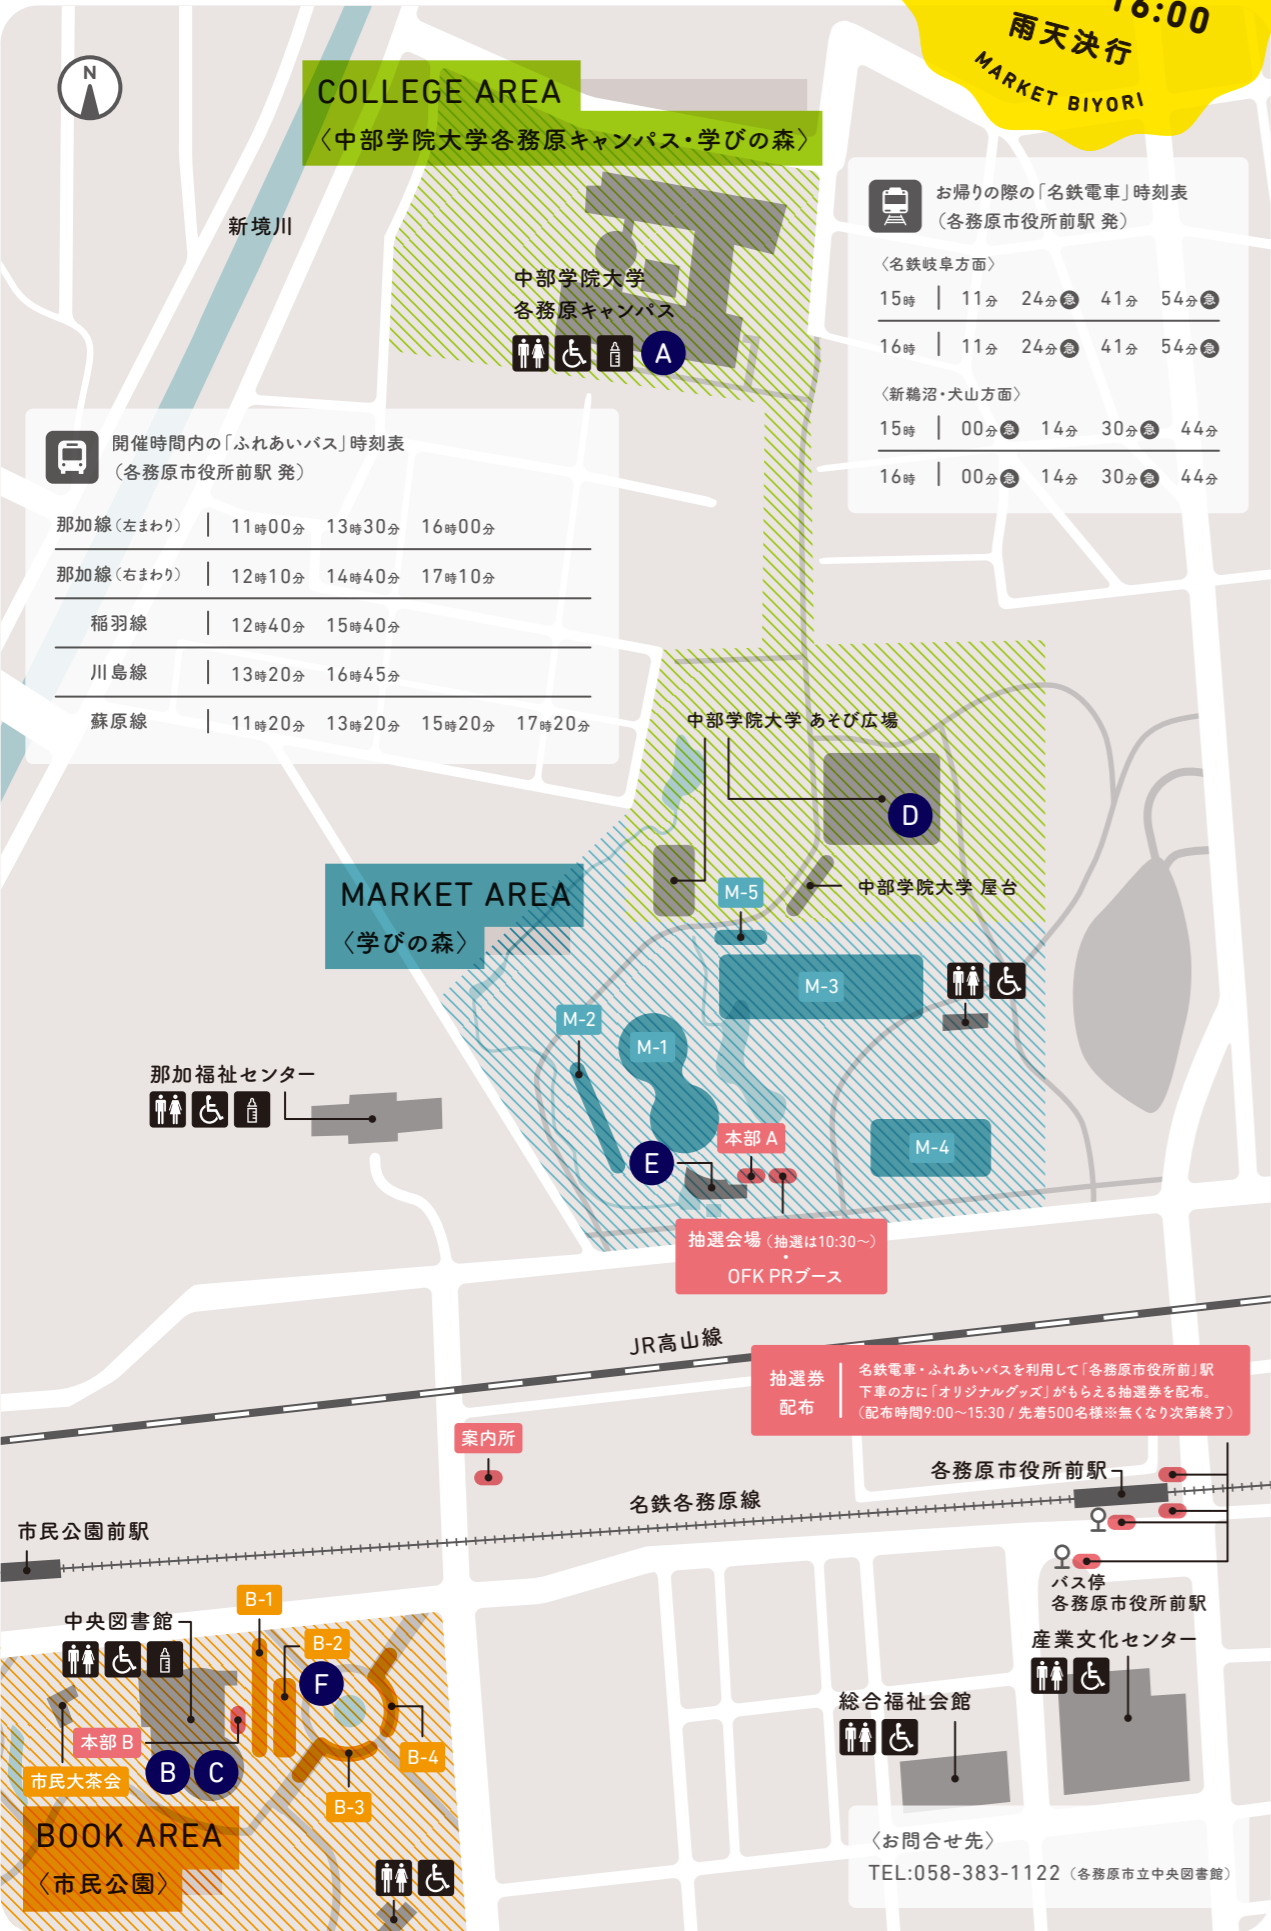 16:00
雨天決行
MARKET BIYORI
N
COLLEGE AREA
〈中部学院大学各務原キャンパス・学びの森〉
新境川
中部学院大学
各務原キャンパス
A
お帰りの際の「名鉄電車」時刻表
（各務原市役所前駅 発）
〈名鉄岐阜方面〉
15時 11分 24分急 41分 54分急
16時 11分 24分急 41分 54分急
〈新鵜沼・犬山方面〉
15時 00分急 14分 30分急 44分
16時 00分急 14分 30分急 44分
開催時間内の「ふれあいバス」時刻表
（各務原市役所前駅 発）
那加線（左まわり） 11時00分 13時30分 16時00分
那加線（右まわり） 12時10分 14時40分 17時10分
稲羽線 12時40分 15時40分
川島線 13時20分 16時45分
蘇原線 11時20分 13時20分 15時20分 17時20分
中部学院大学 あそび広場
D
中部学院大学 屋台
MARKET AREA
〈学びの森〉
M-5
M-3
M-2
M-1
M-4
那加福祉センター
E
本部 A
抽選会場（抽選は10:30～）
・
OFK PRブース
JR高山線
抽選券
配布
名鉄電車・ふれあいバスを利用して「各務原市役所前」駅
下車の方に「オリジナルグッズ」がもらえる抽選券を配布。
（配布時間9:00～15:30 / 先着500名様※無くなり次第終了）
案内所
各務原市役所前駅
名鉄各務原線
市民公園前駅
バス停
各務原市役所前駅
中央図書館
B-1
B-2
F
本部 B
B
C
B-4
B-3
市民大茶会
BOOK AREA
〈市民公園〉
産業文化センター
総合福祉会館
〈お問合せ先〉
TEL:058-383-1122（各務原市立中央図書館）